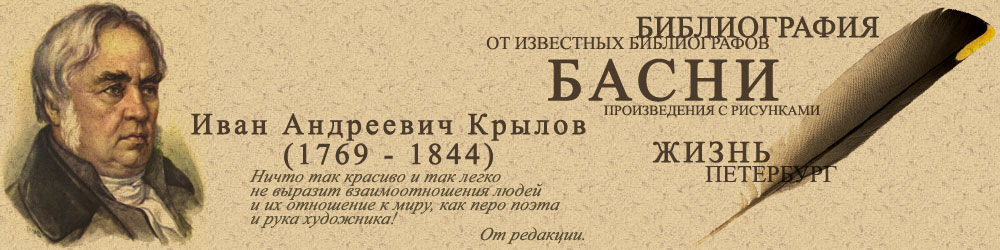 Иван Андреевич Крылов
(1769 - 1844)
Ничто так красиво и так легко
не выразит взаимоотношения людей
и их отношение к миру, как перо поэта
и рука художника!
От редакции.
БИБЛИОГРАФИЯ
ОТ ИЗВЕСТНЫХ БИБЛИОГРАФОВ
БАСНИ
ПРОИЗВЕДЕНИЯ С РИСУНКАМИ
ЖИЗНЬ
ПЕТЕРБУРГ